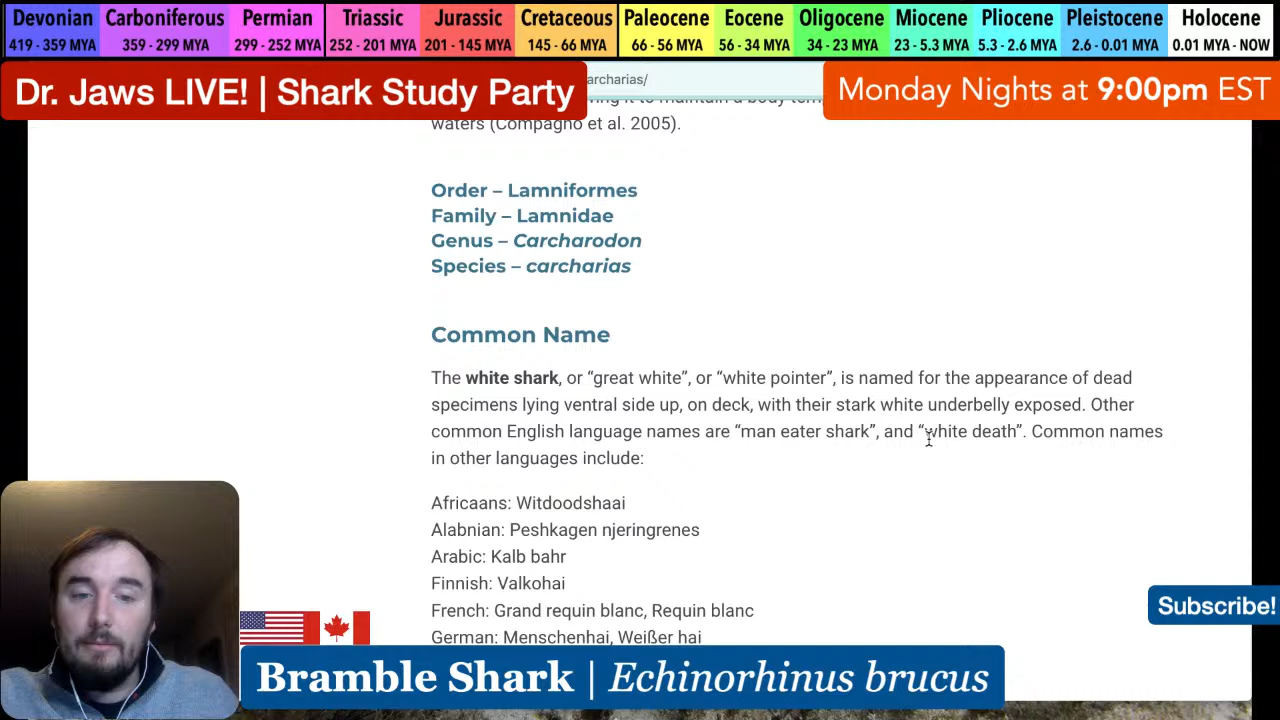 Devonian Carboniferous Permian Triassic Jurassic Cretaceous Paleocene Eocene Oligocene Miocene Pliocene Pleistocene Holocene
419 - 359 MYA 359 - 299 MYA 299 - 252 MYA 252 - 201 MYA 201 - 145 MYA 145 - 66 MYA 66 - 56 MYA 56 - 34 MYA 34 - 23 MYA 23 - 5.3 MYA 5.3 - 2.6 MYA 2.6 - 0.01 MYA 0.01 MYA - NOW
Dr. Jaws LIVE! | Shark Study Party
archarias/
Monday Nights at 9:00pm EST
waters (Compagno et al. 2005).
Order – Lamniformes
Family – Lamnidae
Genus – Carcharodon
Species – carcharias
Common Name
The white shark, or “great white”, or “white pointer”, is named for the appearance of dead
specimens lying ventral side up, on deck, with their stark white underbelly exposed. Other
common English language names are “man eater shark”, and “white death”. Common names
in other languages include:
Africaans: Witdoodshaai
Alabnian: Peshkagen njeringrenes
Arabic: Kalb bahr
Finnish: Valkohai
French: Grand requin blanc, Requin blanc
German: Menschenhai, Weißer hai
Subscribe!
Bramble Shark | Echinorhinus brucus